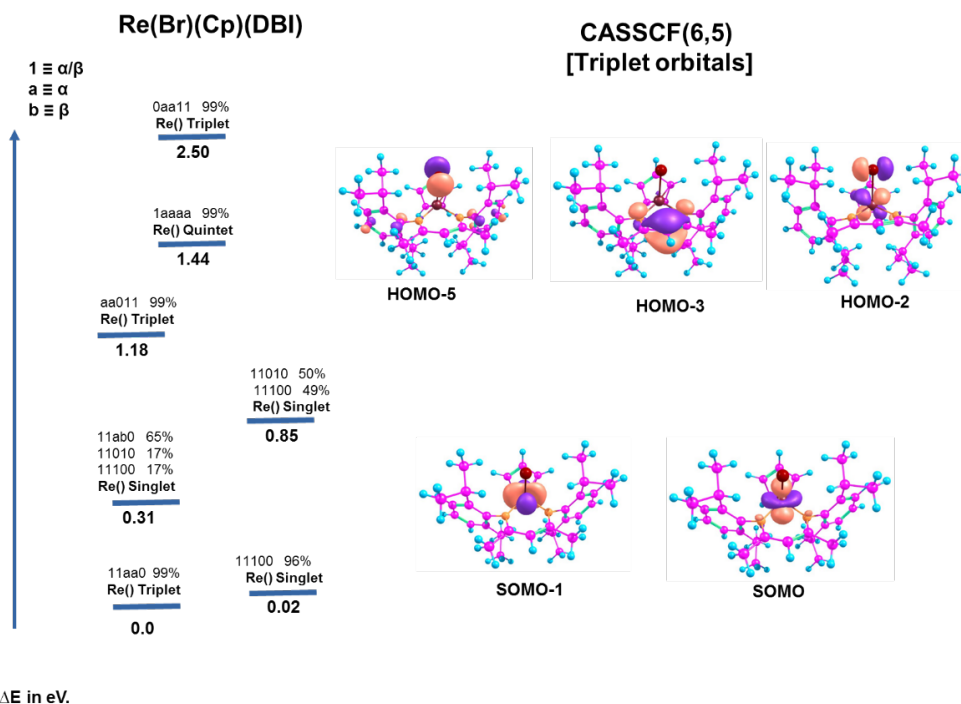 Re(Br)(Cp)(DBI)
CASSCF(6,5)
[Triplet orbitals]
1 ≡ α/β
a ≡ α
b ≡ β
0aa11 99%
Re() Triplet
2.50
1aaaa 99%
Re() Quintet
1.44
aa011 99%
Re() Triplet
1.18
11010 50%
11100 49%
Re() Singlet
0.85
11ab0 65%
11010 17%
11100 17%
Re() Singlet
0.31
11aa0 99%
Re() Triplet
0.0
11100 96%
Re() Singlet
0.02
HOMO-5
HOMO-3
HOMO-2
SOMO-1
SOMO
ΔE in eV.